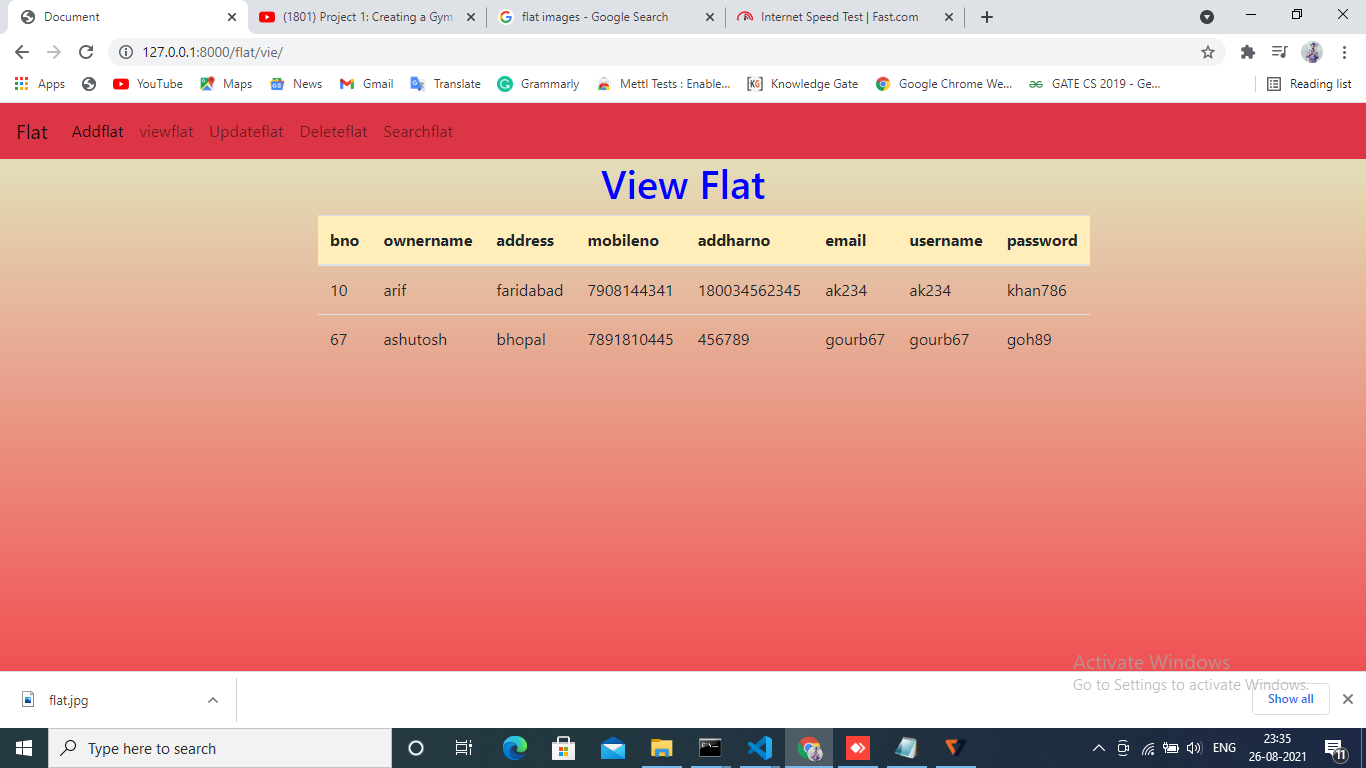 Document (1801) Project 1: Creating a Gym flat images - Google Search Internet Speed Test | Fast.com
127.0.0.1:8000/flat/vie/
Apps YouTube Maps News Gmail Translate Grammarly Mettl Tests : Enable... Knowledge Gate Google Chrome We... GATE CS 2019 - Ge... Reading list
Flat Addflat viewflat Updateflat Deleteflat Searchflat
View Flat
bno ownername address mobileno addharno email username password
10 arif faridabad 7908144341 180034562345 ak234 ak234 khan786
67 ashutosh bhopal 7891810445 456789 gourb67 gourb67 goh89
Activate Windows
Go to Settings to activate Windows.
flat.jpg Show all
Type here to search ENG 23:35
26-08-2021 11